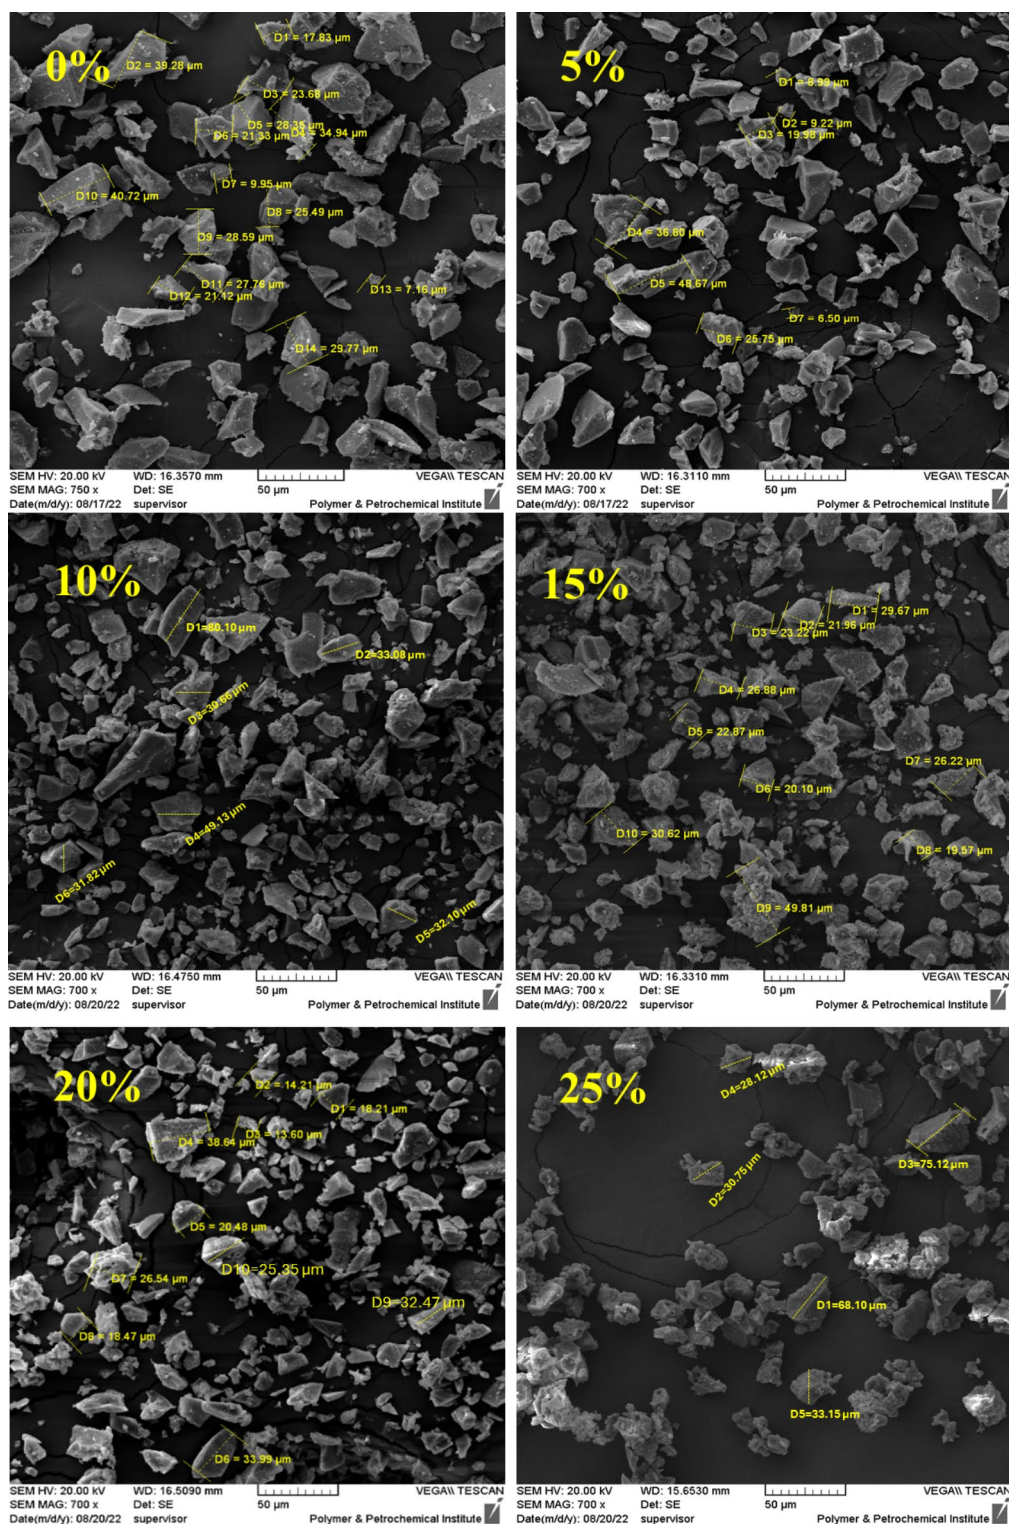 0%
D1 = 17.83 µm
D2 = 39.28 µm
D3 = 23.68 µm
D5 = 28.35 µm
D4 = 34.94 µm
D6 = 21.33 µm
D7 = 9.95 µm
D10 = 40.72 µm
D8 = 25.49 µm
D9 = 28.59 µm
D11 = 27.76 µm
D13 = 7.16 µm
D12 = 21.12 µm
D14 = 29.77 µm
SEM HV: 20.00 kV WD: 16.3570 mm VEGA\\ TESCAN
SEM MAG: 750 x Det: SE 50 µm
Date(m/d/y): 08/17/22 supervisor Polymer & Petrochemical Institute
5%
D1 = 6.99 µm
D2 = 9.22 µm
D3 = 19.98 µm
D4 = 36.80 µm
D5 = 48.67 µm
D7 = 6.50 µm
D6 = 25.75 µm
SEM HV: 20.00 kV WD: 16.3110 mm VEGA\\ TESCAN
SEM MAG: 700 x Det: SE 50 µm
Date(m/d/y): 08/17/22 supervisor Polymer & Petrochemical Institute
10%
D1=80.10 µm
D2=33.08 µm
D3=30.66 µm
D4=49.13 µm
D6=31.82 µm
D5=32.10 µm
SEM HV: 20.00 kV WD: 16.4750 mm VEGA\\ TESCAN
SEM MAG: 700 x Det: SE 50 µm
Date(m/d/y): 08/20/22 supervisor Polymer & Petrochemical Institute
15%
D1 = 29.67 µm
D2 = 21.96 µm
D3 = 23.22 µm
D4 = 26.88 µm
D5 = 22.87 µm
D7 = 26.22 µm
D6 = 20.10 µm
D10 = 30.62 µm
D8 = 19.57 µm
D9 = 49.81 µm
SEM HV: 20.00 kV WD: 16.3310 mm VEGA\\ TESCAN
SEM MAG: 700 x Det: SE 50 µm
Date(m/d/y): 08/20/22 supervisor Polymer & Petrochemical Institute
20%
D2 = 14.21 µm
D1 = 18.21 µm
D3 = 13.60 µm
D4 = 38.64 µm
D5 = 20.48 µm
D10=25.35 µm
D7 = 26.54 µm
D9=32.47 µm
D8 = 18.47 µm
D6 = 33.99 µm
SEM HV: 20.00 kV WD: 16.5090 mm VEGA\\ TESCAN
SEM MAG: 700 x Det: SE 50 µm
Date(m/d/y): 08/20/22 supervisor Polymer & Petrochemical Institute
25%
D4=28.12 µm
D3=75.12 µm
D2=30.75 µm
D1=68.10 µm
D5=33.15 µm
SEM HV: 20.00 kV WD: 15.6530 mm VEGA\\ TESCAN
SEM MAG: 700 x Det: SE 50 µm
Date(m/d/y): 08/20/22 supervisor Polymer & Petrochemical Institute